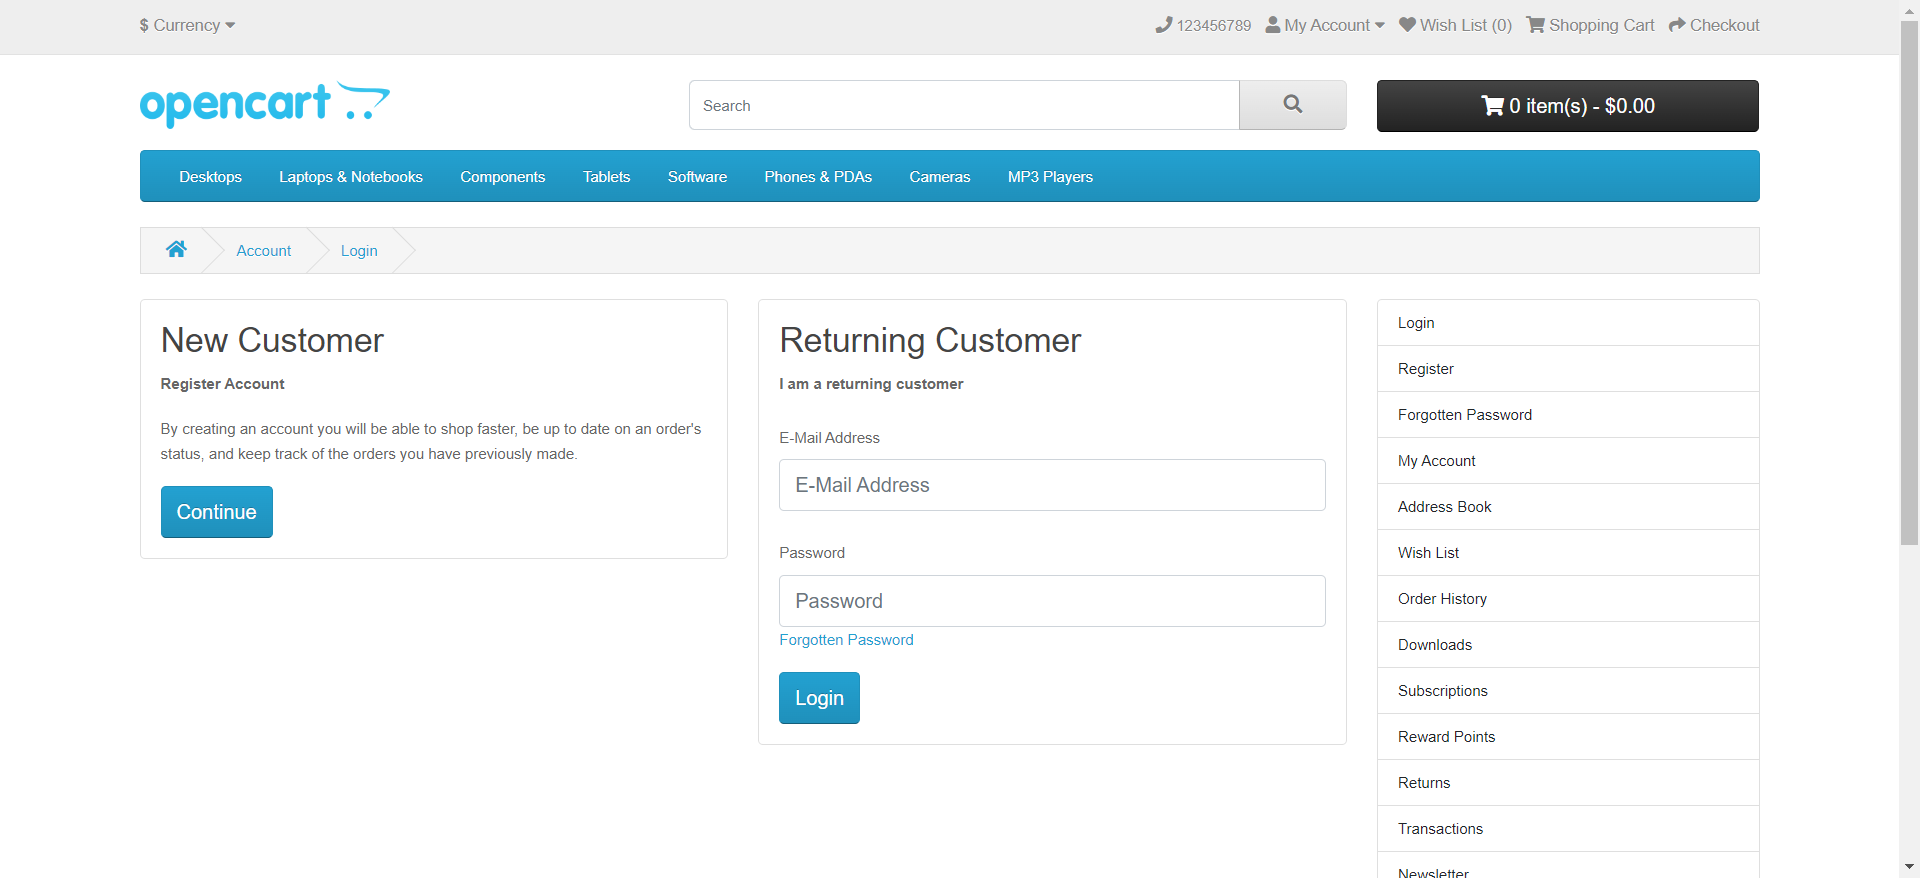 $ Currency
123456789 My Account Wish List (0) Shopping Cart Checkout
opencart
Search
0 item(s) - $0.00
Desktops Laptops & Notebooks Components Tablets Software Phones & PDAs Cameras MP3 Players
Account Login
New Customer
Register Account
By creating an account you will be able to shop faster, be up to date on an order's
status, and keep track of the orders you have previously made.
Continue
Returning Customer
I am a returning customer
E-Mail Address
E-Mail Address
Password
Password
Forgotten Password
Login
Login
Register
Forgotten Password
My Account
Address Book
Wish List
Order History
Downloads
Subscriptions
Reward Points
Returns
Transactions
Newsletter